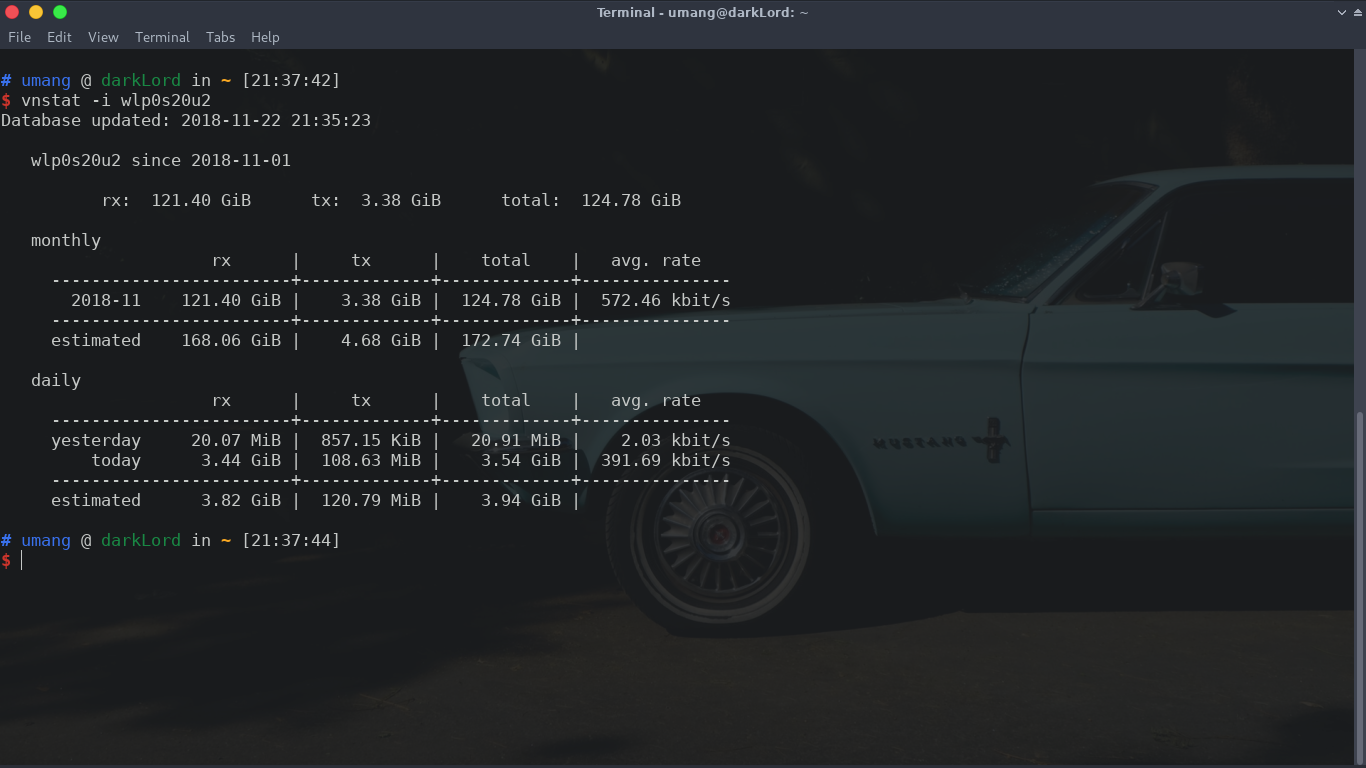 Terminal - umang@darkLord: ~
File Edit View Terminal Tabs Help
# umang @ darkLord in ~ [21:37:42]
$ vnstat -i wlp0s20u2
Database updated: 2018-11-22 21:35:23
   wlp0s20u2 since 2018-11-01
          rx:  121.40 GiB      tx:  3.38 GiB      total:  124.78 GiB
   monthly
                     rx      |     tx      |    total    |   avg. rate
     ------------------------+-------------+-------------+---------------
       2018-11    121.40 GiB |    3.38 GiB |  124.78 GiB |  572.46 kbit/s
     ------------------------+-------------+-------------+---------------
     estimated    168.06 GiB |    4.68 GiB |  172.74 GiB |
   daily
                     rx      |     tx      |    total    |   avg. rate
     ------------------------+-------------+-------------+---------------
     yesterday     20.07 MiB |  857.15 KiB |   20.91 MiB |    2.03 kbit/s
         today      3.44 GiB |  108.63 MiB |    3.54 GiB |  391.69 kbit/s
     ------------------------+-------------+-------------+---------------
     estimated      3.82 GiB |  120.79 MiB |    3.94 GiB |
MUSTANG
# umang @ darkLord in ~ [21:37:44]
$